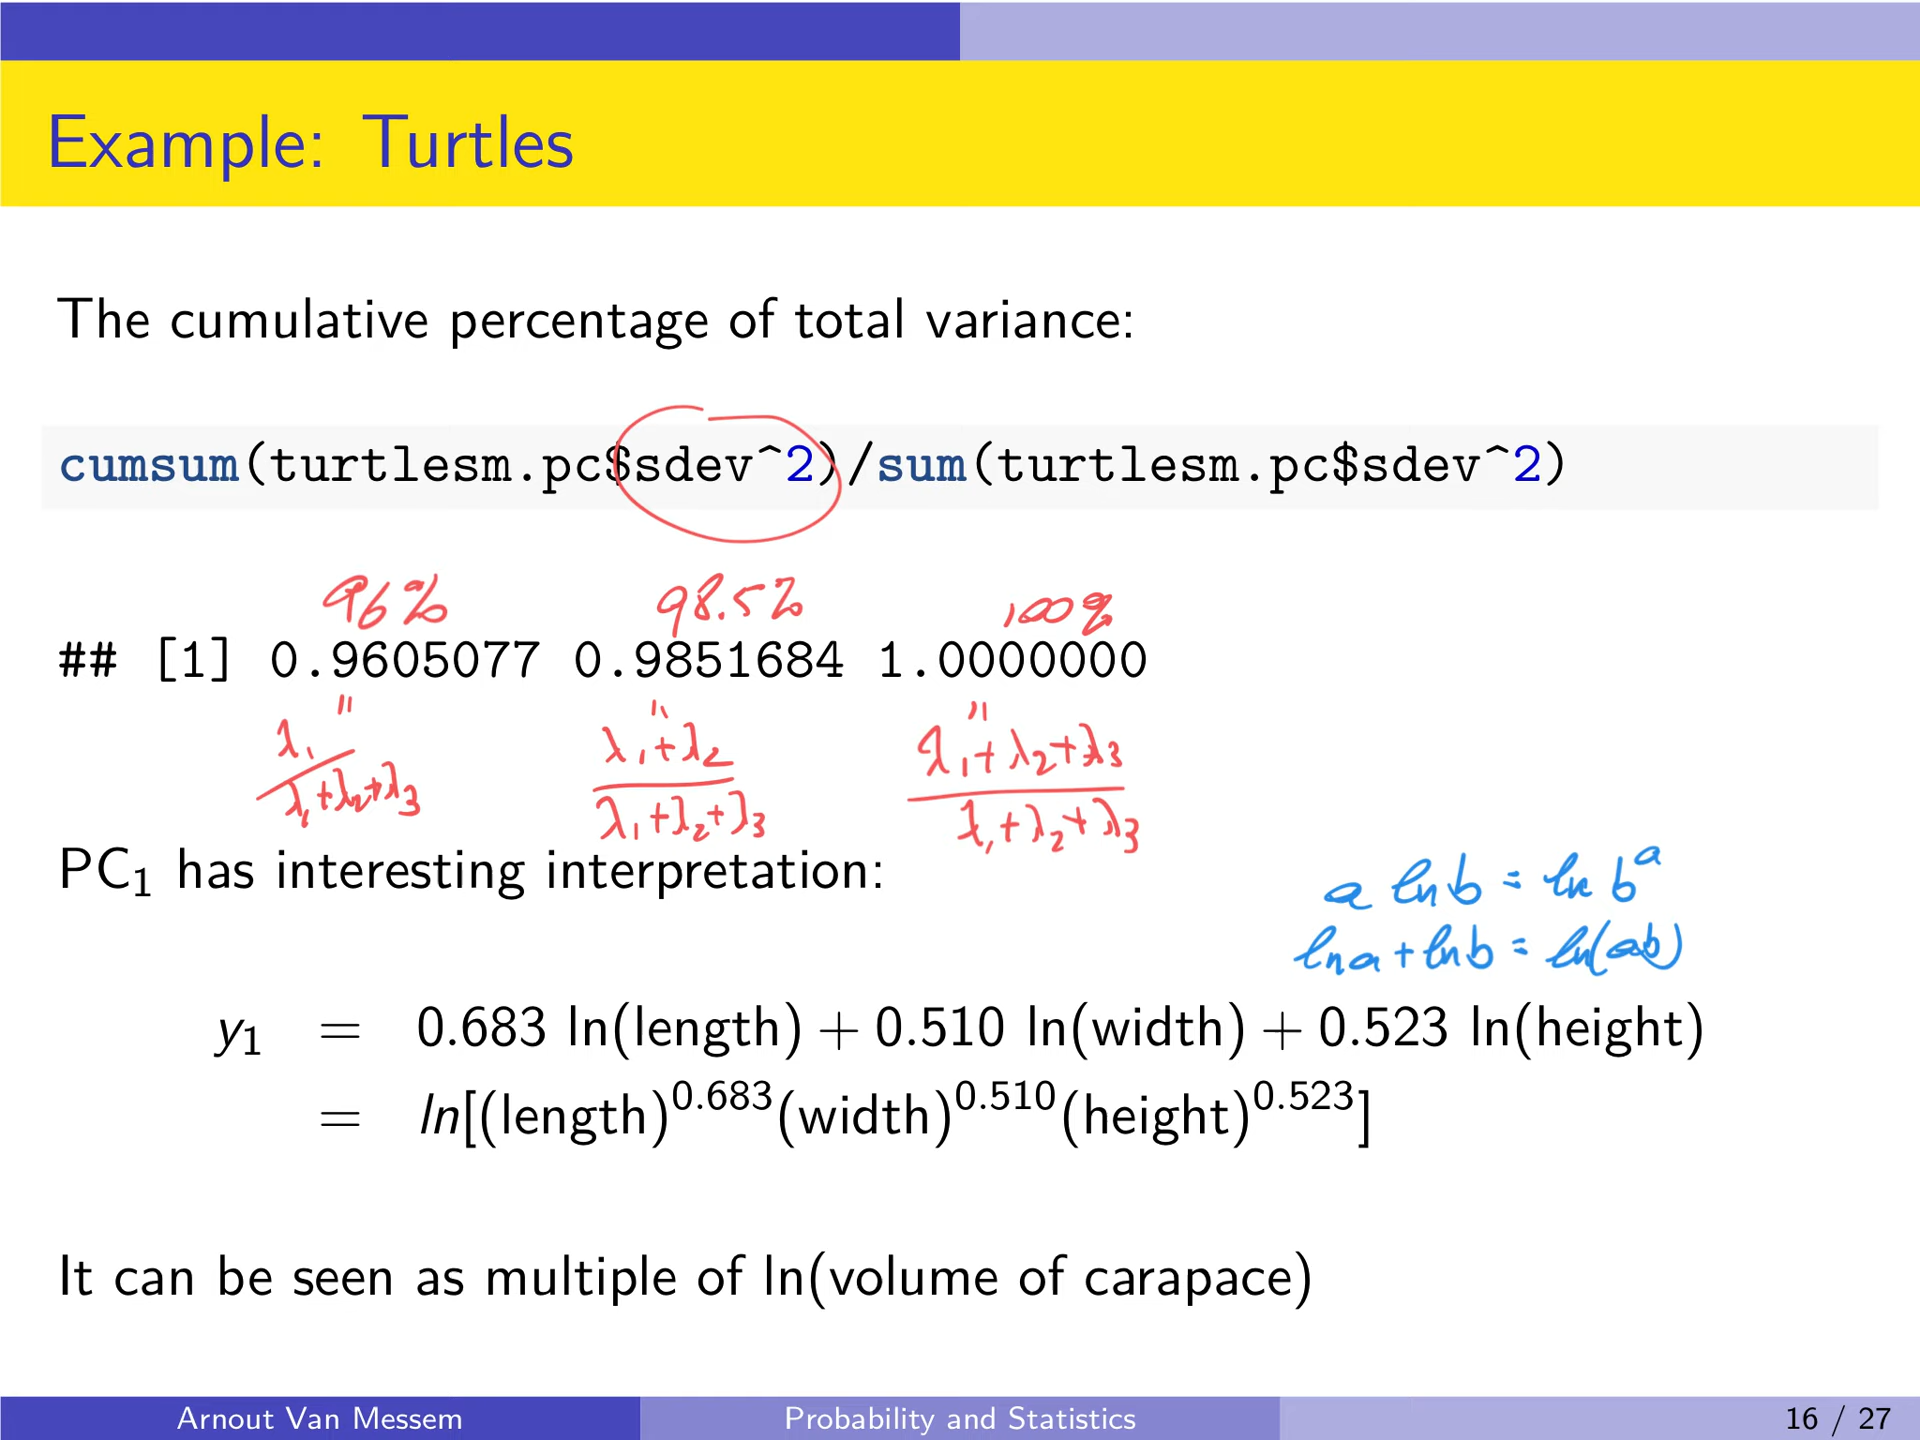 Example: Turtles
The cumulative percentage of total variance:
cumsum(turtlesm.pc$sdev^2)/sum(turtlesm.pc$sdev^2)
96% 98.5% 100%
## [1] 0.9605077 0.9851684 1.0000000
" " "
λ1 λ1+λ2 λ1+λ2+λ3
λ1+λ2+λ3 λ1+λ2+λ3 λ1+λ2+λ3
PC1 has interesting interpretation:
a ln b = ln b^a
ln a + ln b = ln(ab)
y1 = 0.683 ln(length) + 0.510 ln(width) + 0.523 ln(height)
= ln[(length)^0.683(width)^0.510(height)^0.523]
It can be seen as multiple of ln(volume of carapace)
Arnout Van Messem Probability and Statistics 16 / 27